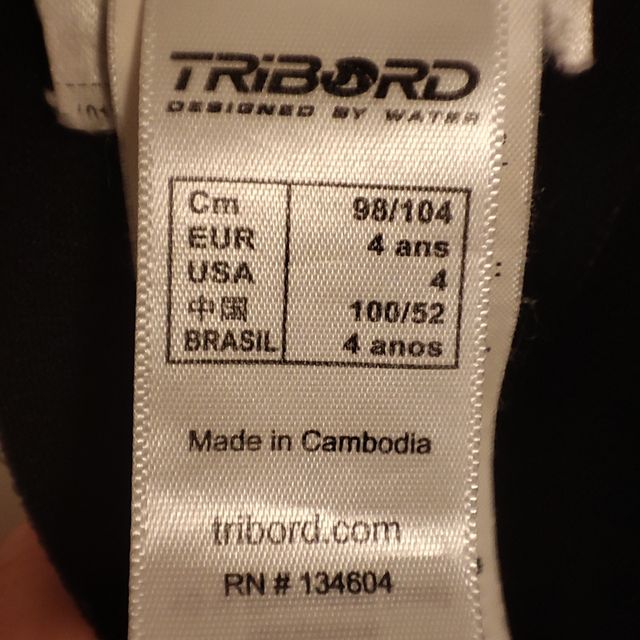 TRiBORD
DESIGNED BY WATER
Cm 98/104
EUR 4 ans
USA 4
中国 100/52
BRASIL 4 anos
Made in Cambodia
tribord.com
RN # 134604